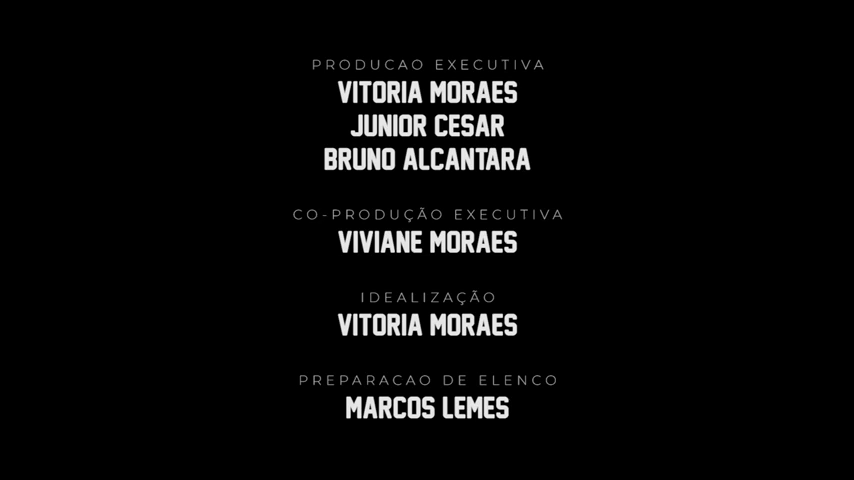 PRODUCAO EXECUTIVA
VITORIA MORAES
JUNIOR CESAR
BRUNO ALCANTARA
CO-PRODUÇÃO EXECUTIVA
VIVIANE MORAES
IDEALIZAÇÃO
VITORIA MORAES
PREPARACAO DE ELENCO
MARCOS LEMES